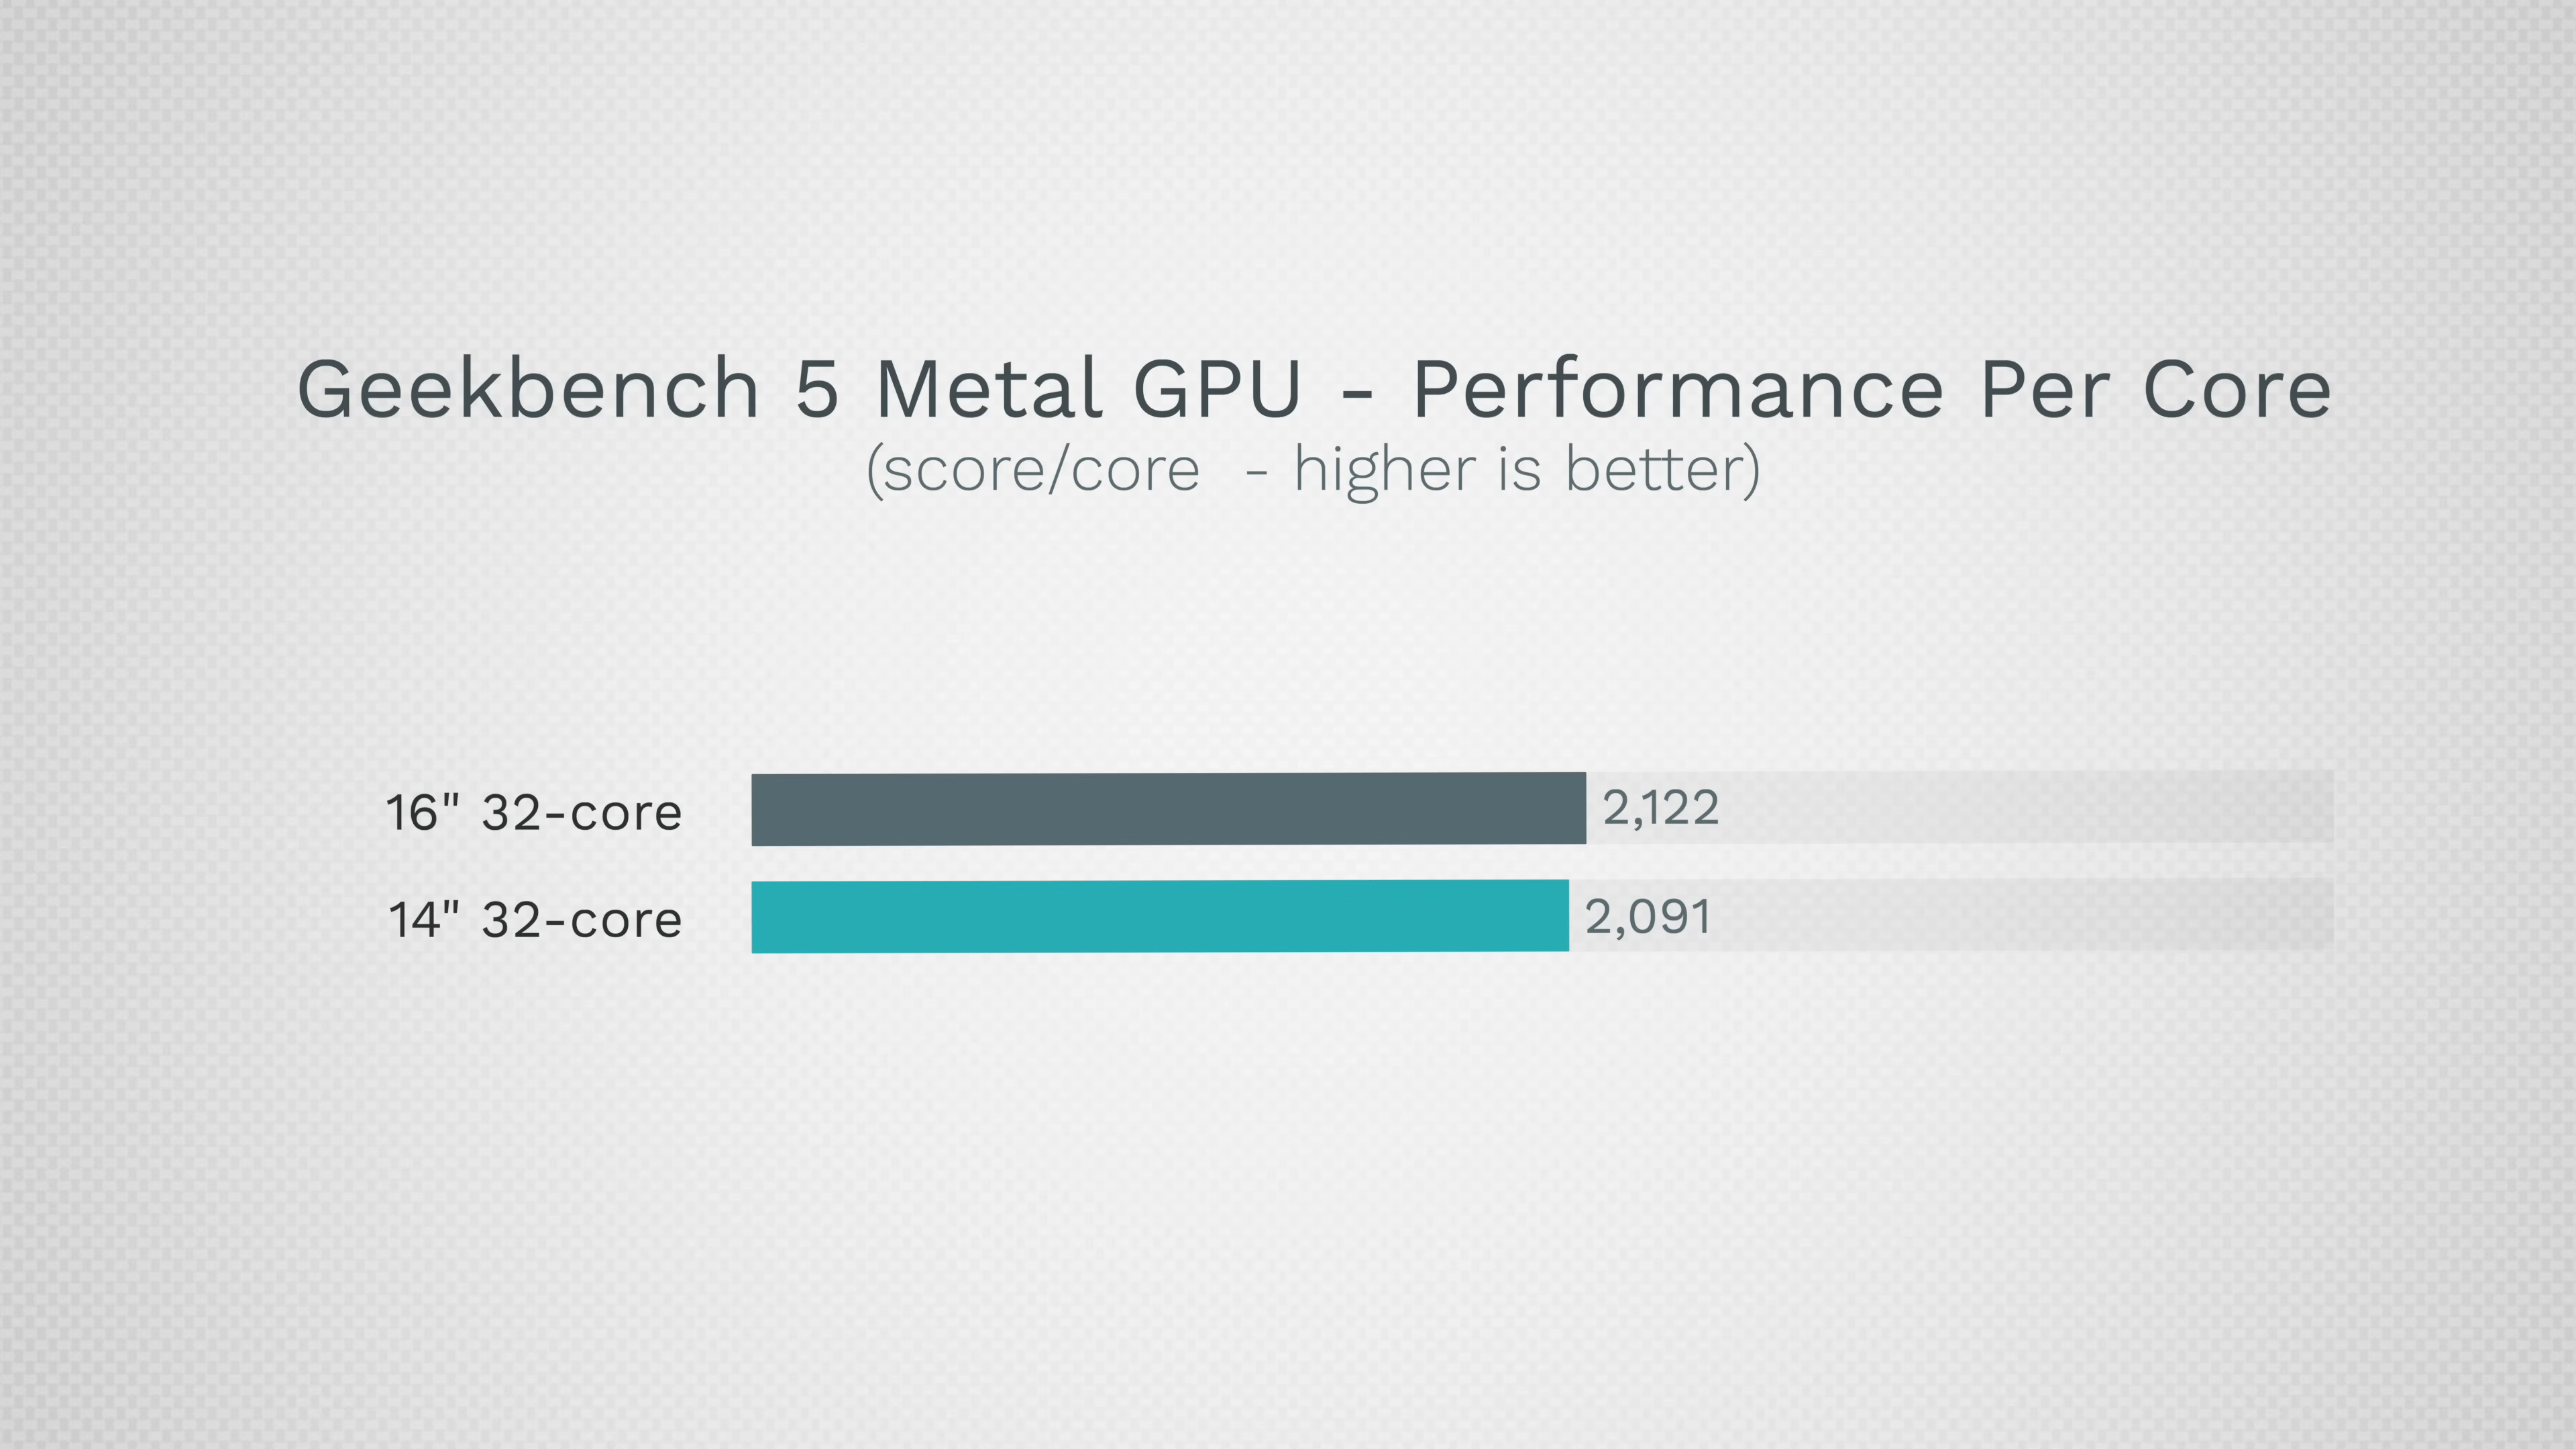 Geekbench 5 Metal GPU - Performance Per Core
(score/core - higher is better)
16" 32-core 2,122
14" 32-core 2,091